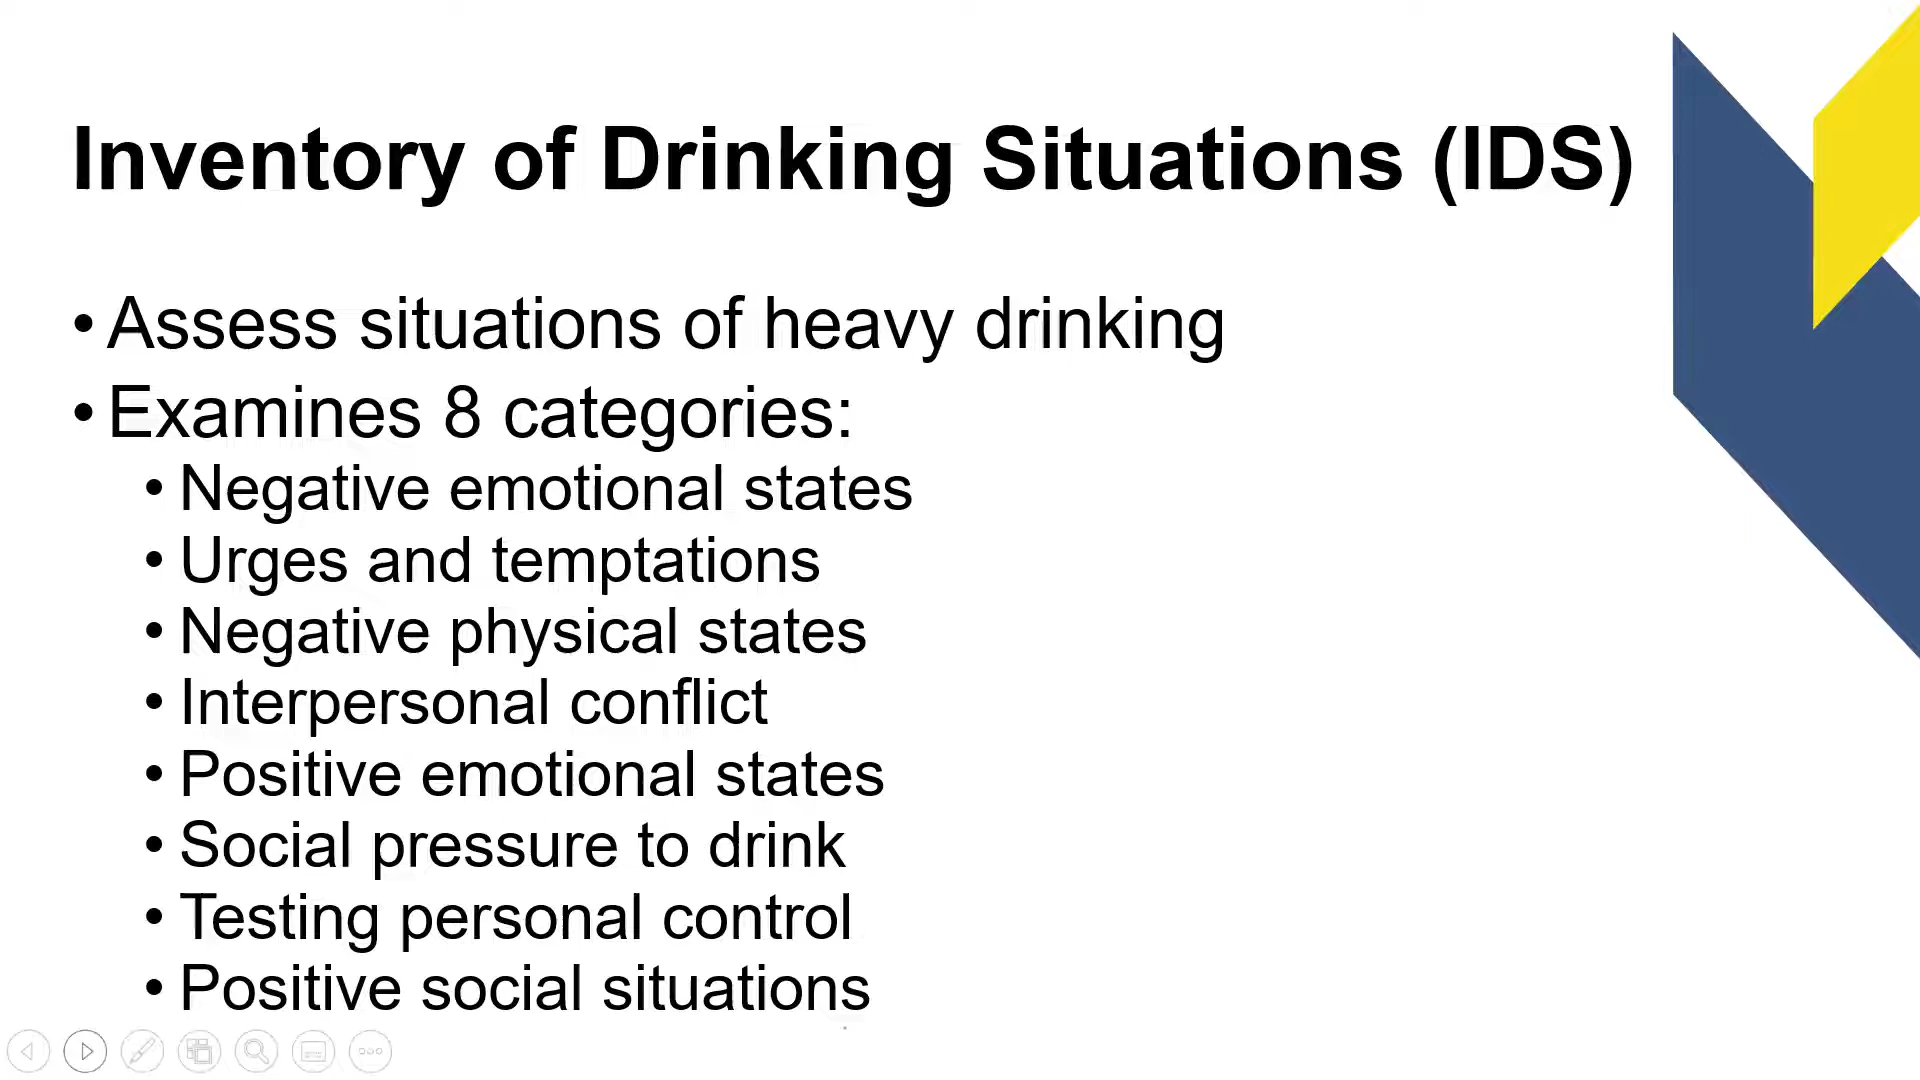 Inventory of Drinking Situations (IDS)
• Assess situations of heavy drinking
• Examines 8 categories:
• Negative emotional states
• Urges and temptations
• Negative physical states
• Interpersonal conflict
• Positive emotional states
• Social pressure to drink
• Testing personal control
• Positive social situations